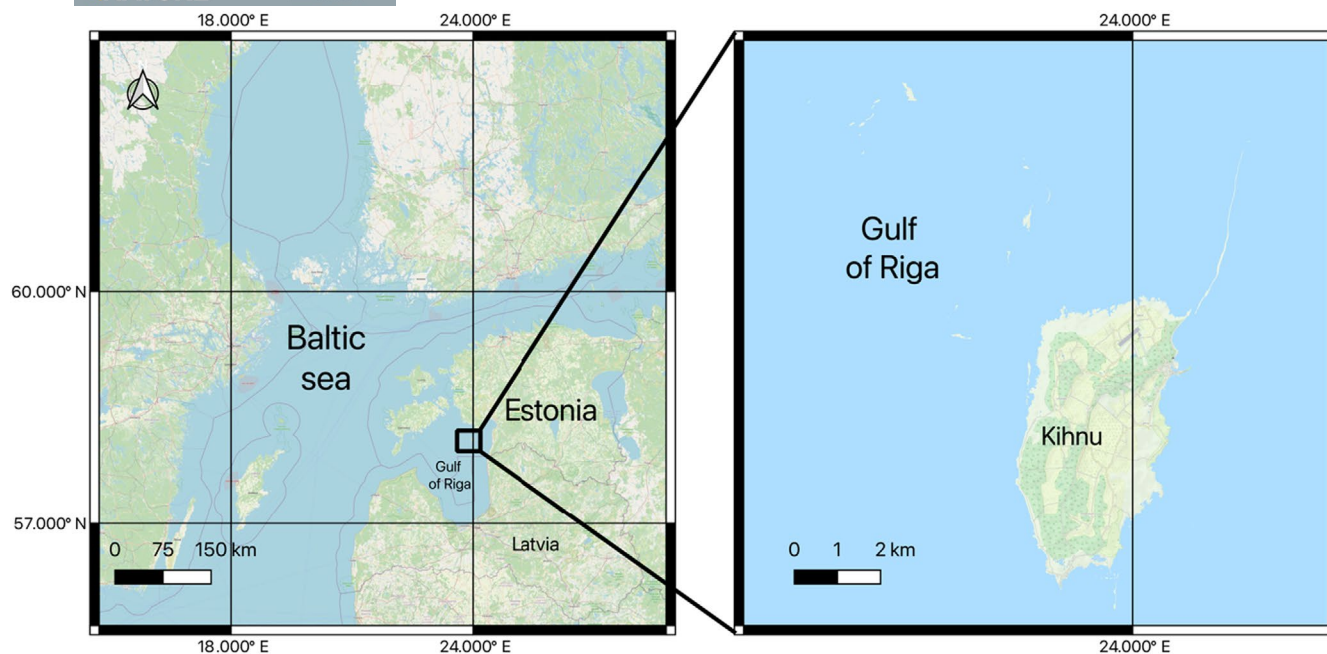 18.000° E 24.000° E 24.000° E
60.000° N
57.000° N
Baltic
sea
Estonia
Gulf
of Riga
Latvia
0 75 150 km
18.000° E 24.000° E
Gulf
of Riga
Kihnu
0 1 2 km
24.000° E